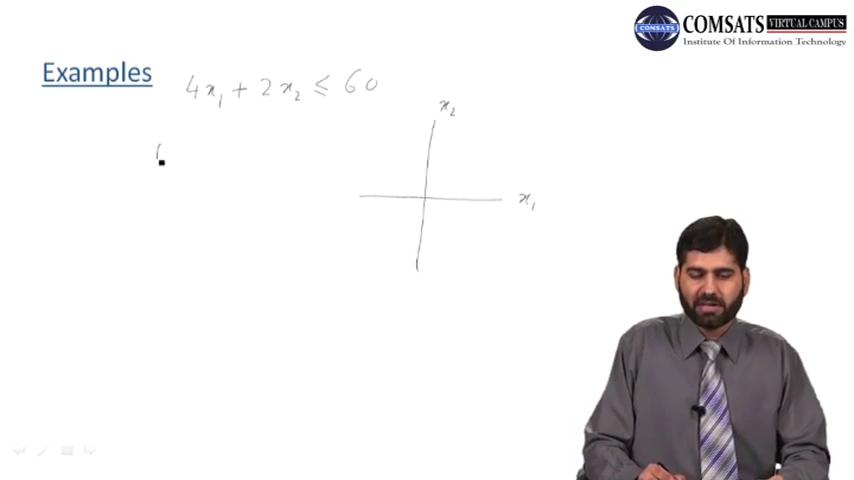 COMSATS VIRTUAL CAMPUS
COMSATS
Institute Of Information Technology
Examples
4x₁ + 2x₂ ≤ 60
x₂
x₁